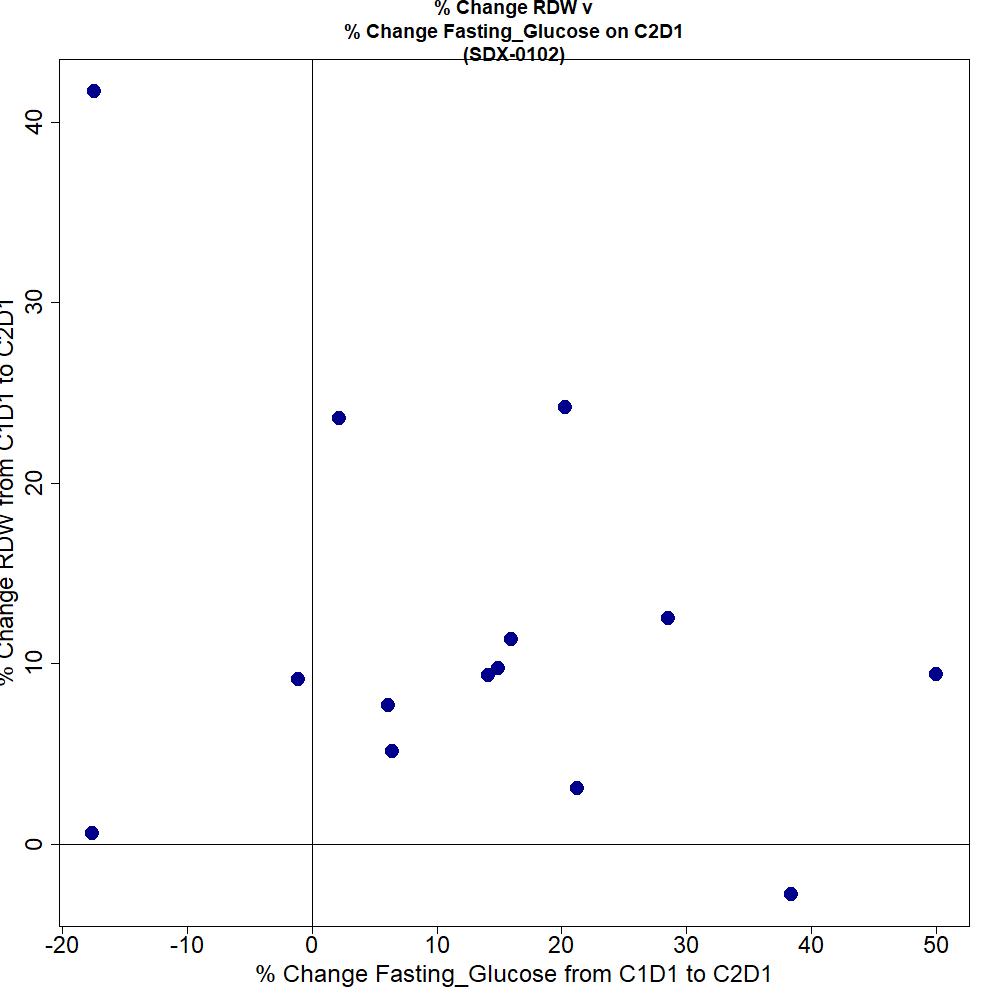 % Change RDW v
% Change Fasting_Glucose on C2D1
(SDX-0102)
% Change RDW from C1D1 to C2D1
40
30
20
10
0
-20 -10 0 10 20 30 40 50
% Change Fasting_Glucose from C1D1 to C2D1